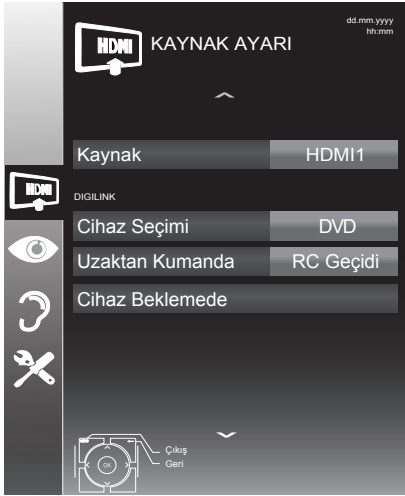 HDMI
KAYNAK AYARI
dd.mm.yyyy
hh:mm
Kaynak HDMI1
HDMI
DIGILINK
Cihaz Seçimi DVD
Uzaktan Kumanda RC Geçidi
Cihaz Beklemede
Çıkış
Geri
OK